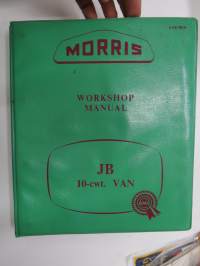 MORRIS
WORKSHOP
MANUAL
JB
10-cwt. VAN